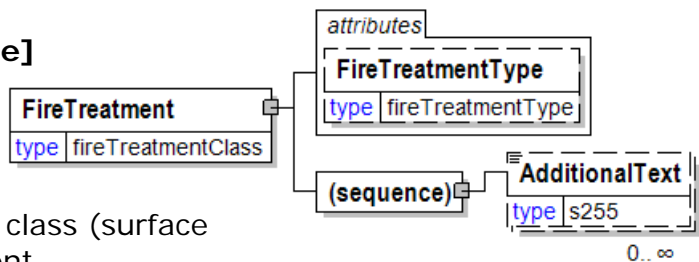 attributes
e]
FireTreatmentType
type fireTreatmentType
FireTreatment
type fireTreatmentClass
(sequence)
AdditionalText
type s255
0.. ∞
class (surface